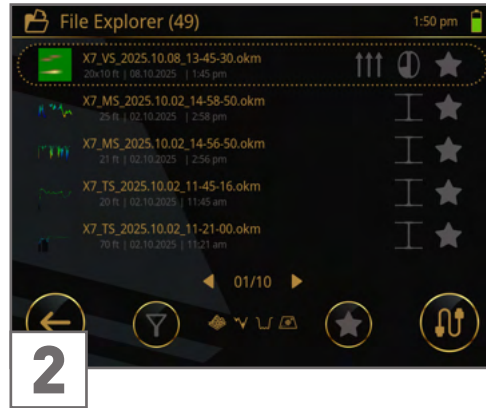 File Explorer (49) 1:50 pm
X7_VS_2025.10.08_13-45-30.okm
20x10 ft | 08.10.2025 | 1:45 pm
X7_MS_2025.10.02_14-58-50.okm
25 ft | 02.10.2025 | 2:58 pm
X7_MS_2025.10.02_14-56-50.okm
21 ft | 02.10.2025 | 2:56 pm
X7_TS_2025.10.02_11-45-16.okm
20 ft | 02.10.2025 | 11:45 am
X7_TS_2025.10.02_11-21-00.okm
70 ft | 02.10.2025 | 11:21 am
01/10
2